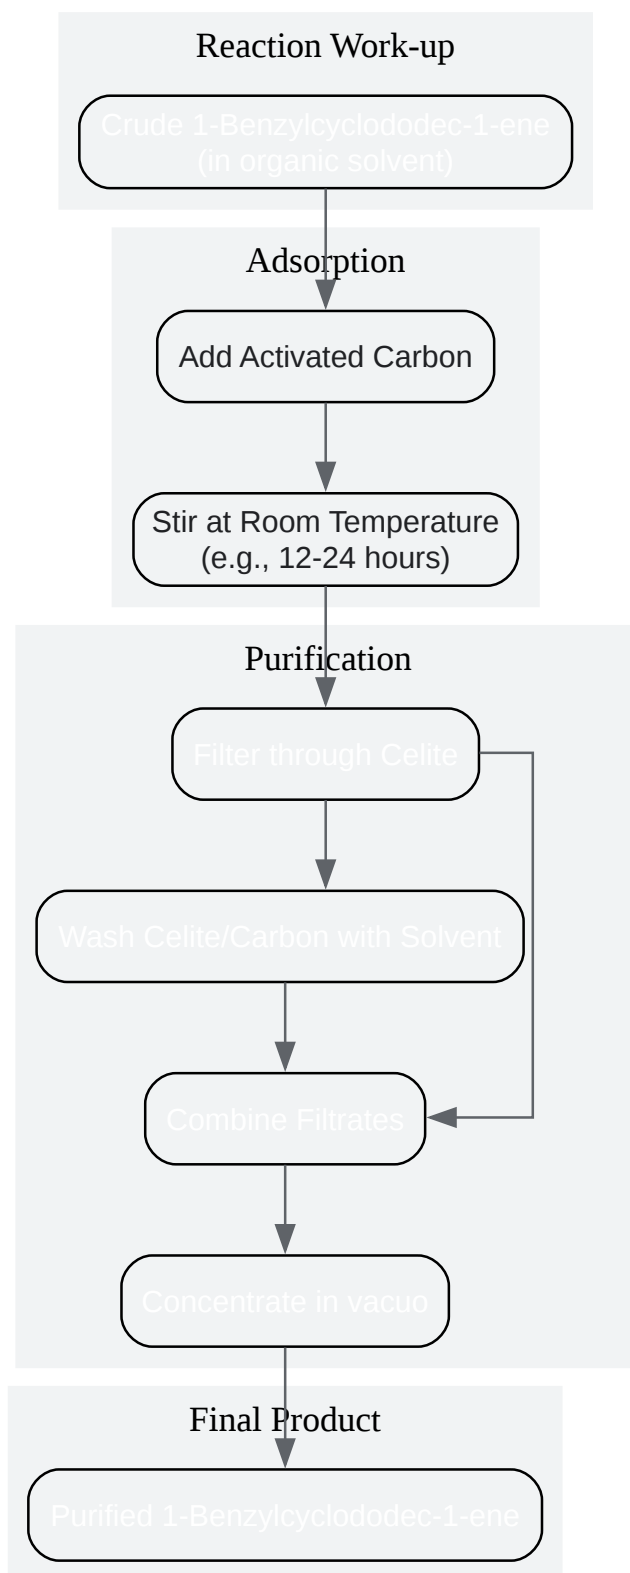 Reaction Work-up
Crude 1-Benzylcyclododec-1-ene
(in organic solvent)
Adsorption
Add Activated Carbon
Stir at Room Temperature
(e.g., 12-24 hours)
Purification
Filter through Celite
Wash Celite/Carbon with Solvent
Combine Filtrates
Concentrate in vacuo
Final Product
Purified 1-Benzylcyclododec-1-ene